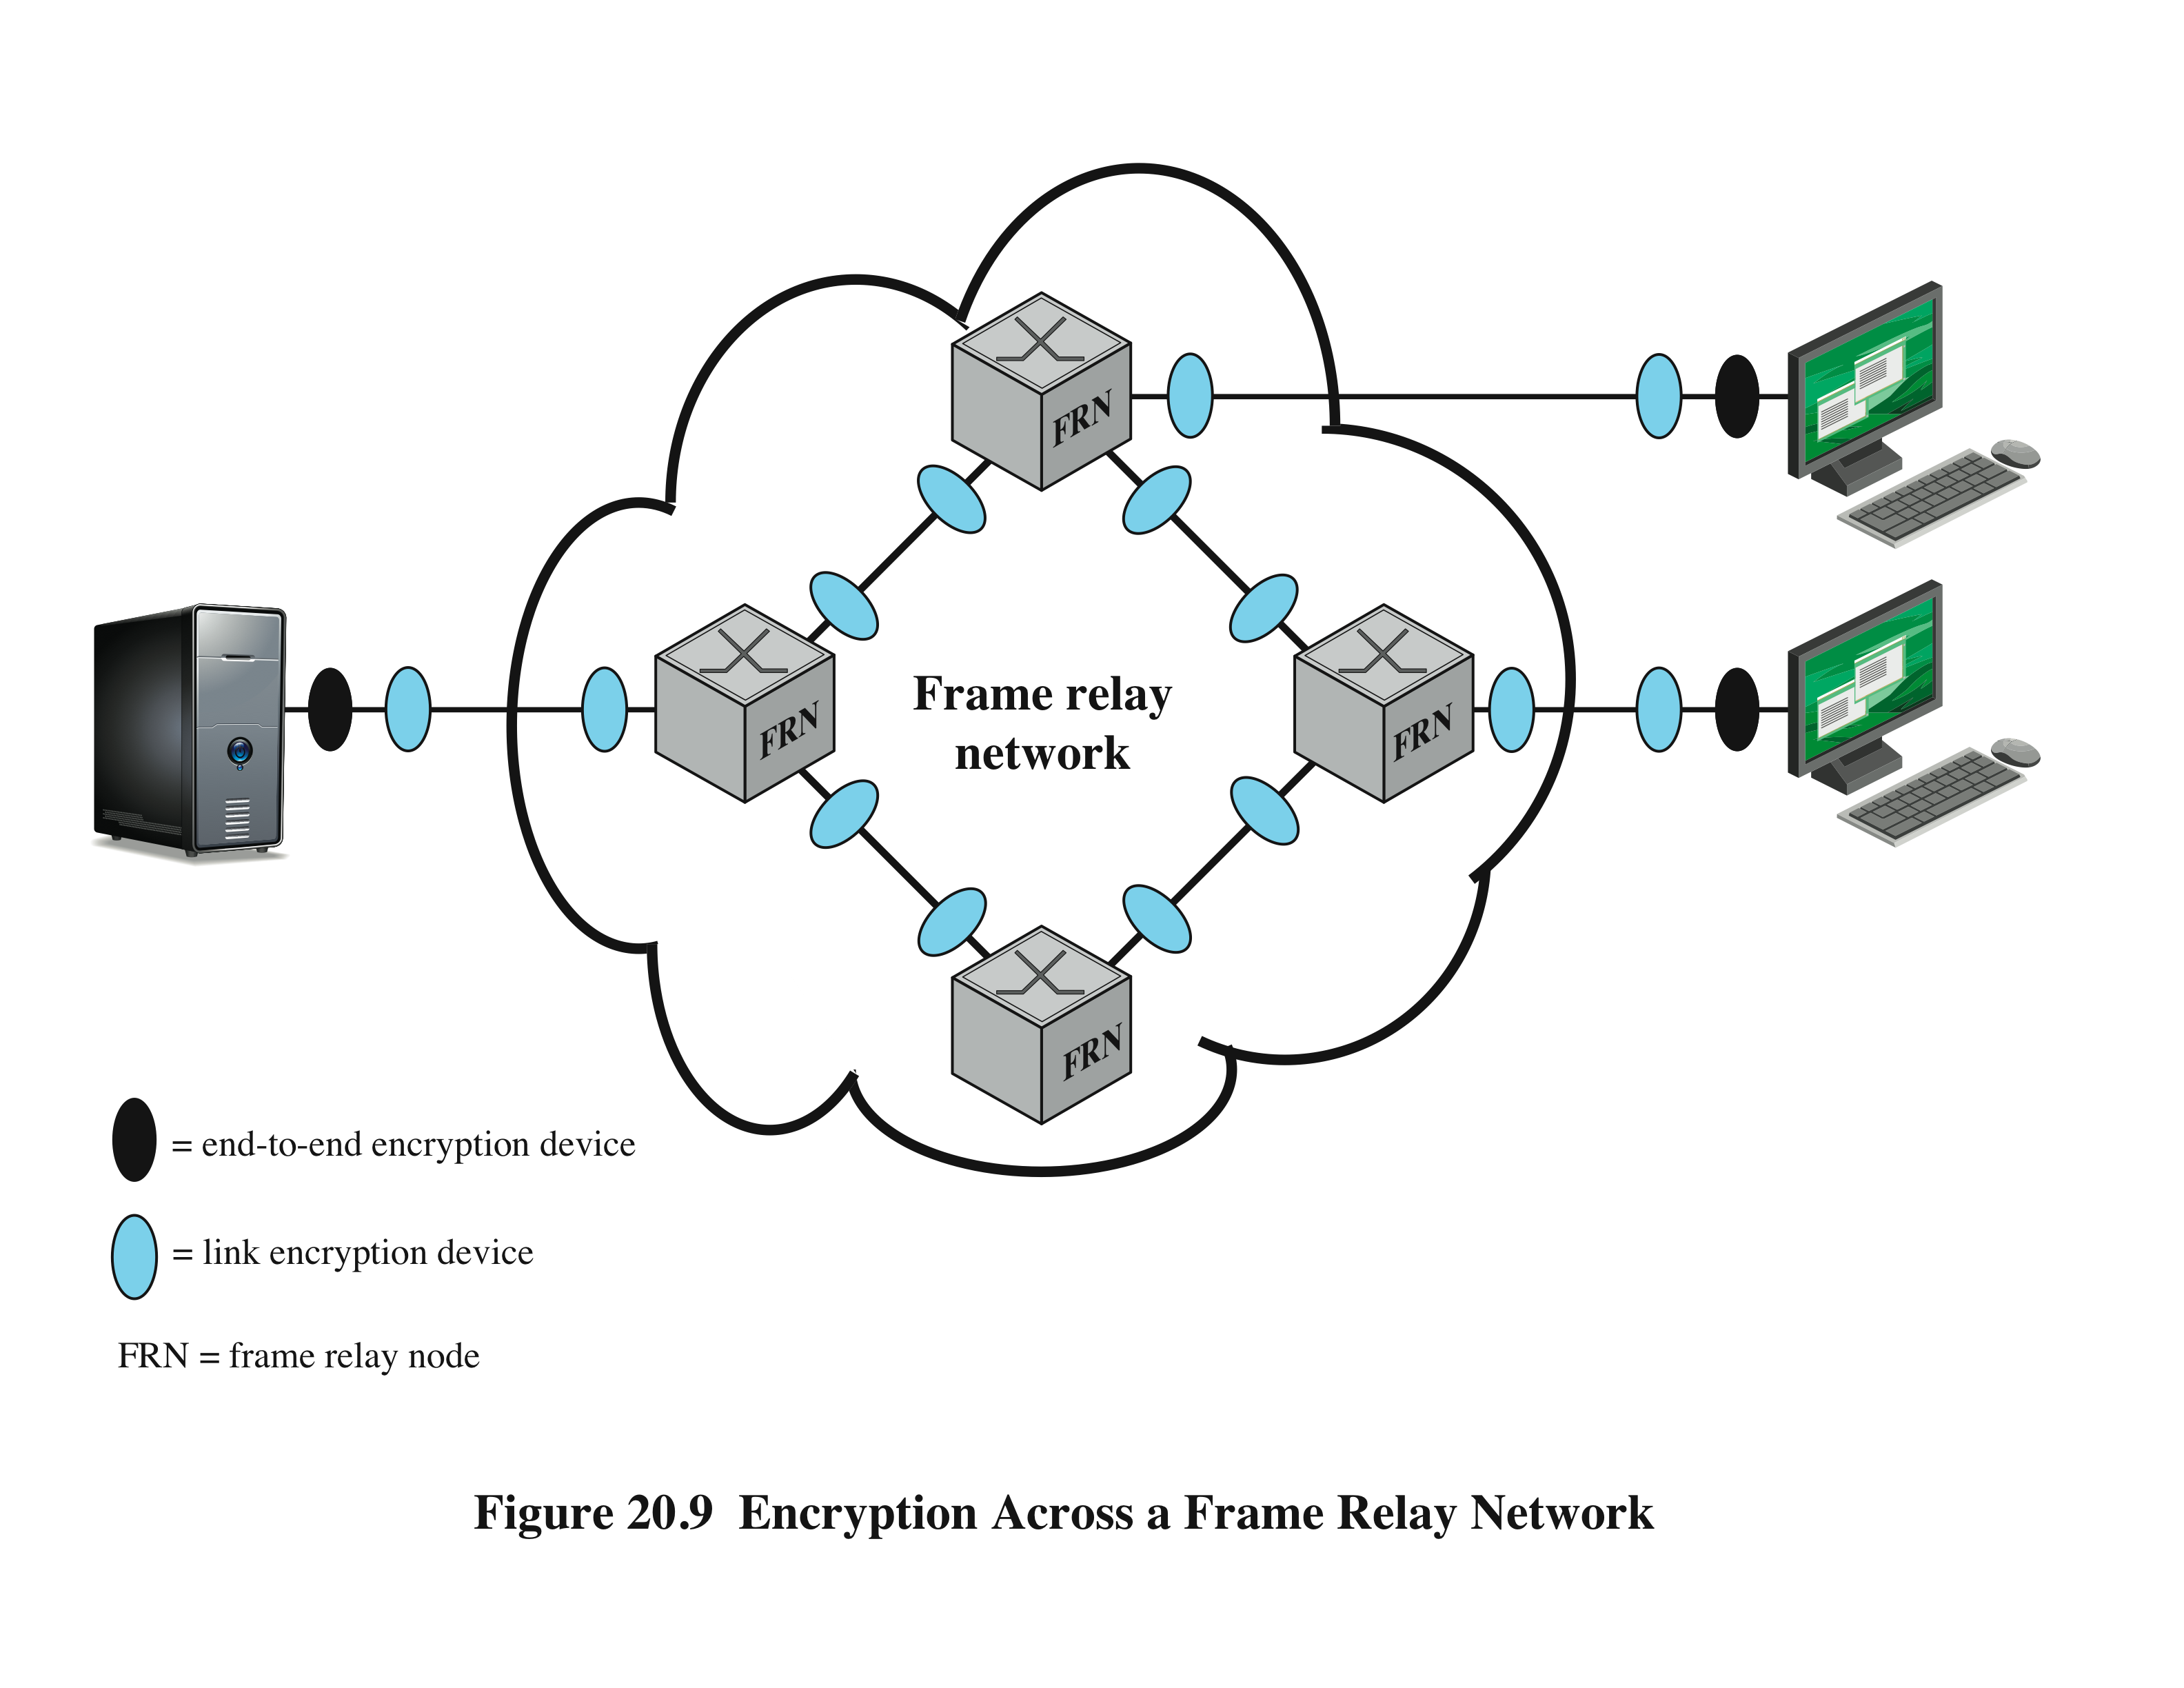 FRN
FRN
Frame relay
network
FRN
FRN
= end-to-end encryption device
= link encryption device
FRN = frame relay node
Figure 20.9 Encryption Across a Frame Relay Network